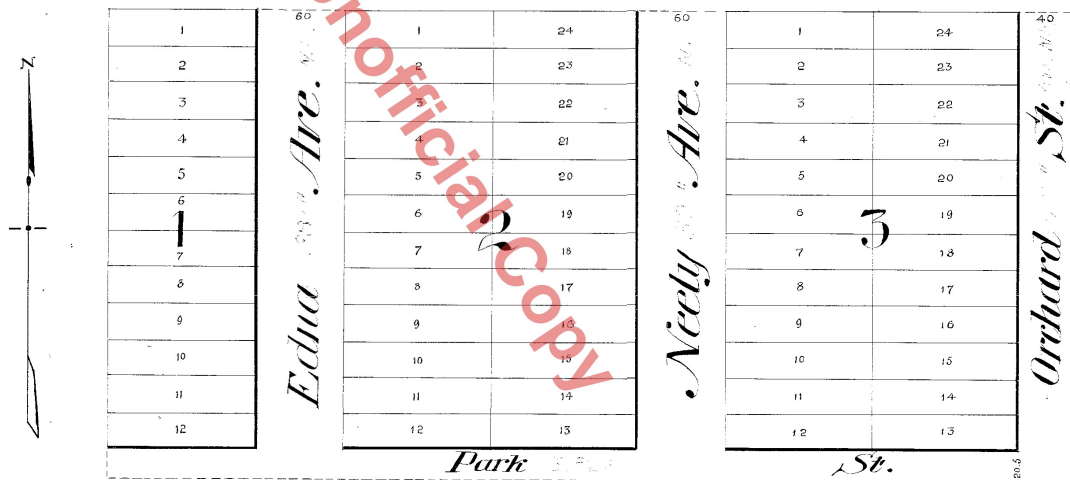 60 60 40
N
1 1 24 1 24
2 2 23 2 23
3 3 22 3 22
4 4 21 4 21
5 5 20 5 20
6 6 19 6 19
1 2 3
7 7 18 7 18
8 8 17 8 17
9 9 16 9 16
10 10 15 10 15
11 11 14 11 14
12 12 13 12 13
Edna Ave.
Neely Ave.
Orchard St.
Park St.
20.5
nofficial Copy